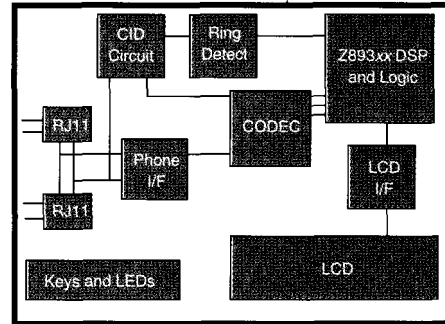 CID
Circuit
Ring
Detect
Z893xx DSP
and Logic
RJ11
CODEC
Phone
I/F
LCD
I/F
RJ11
Keys and LEDs
LCD